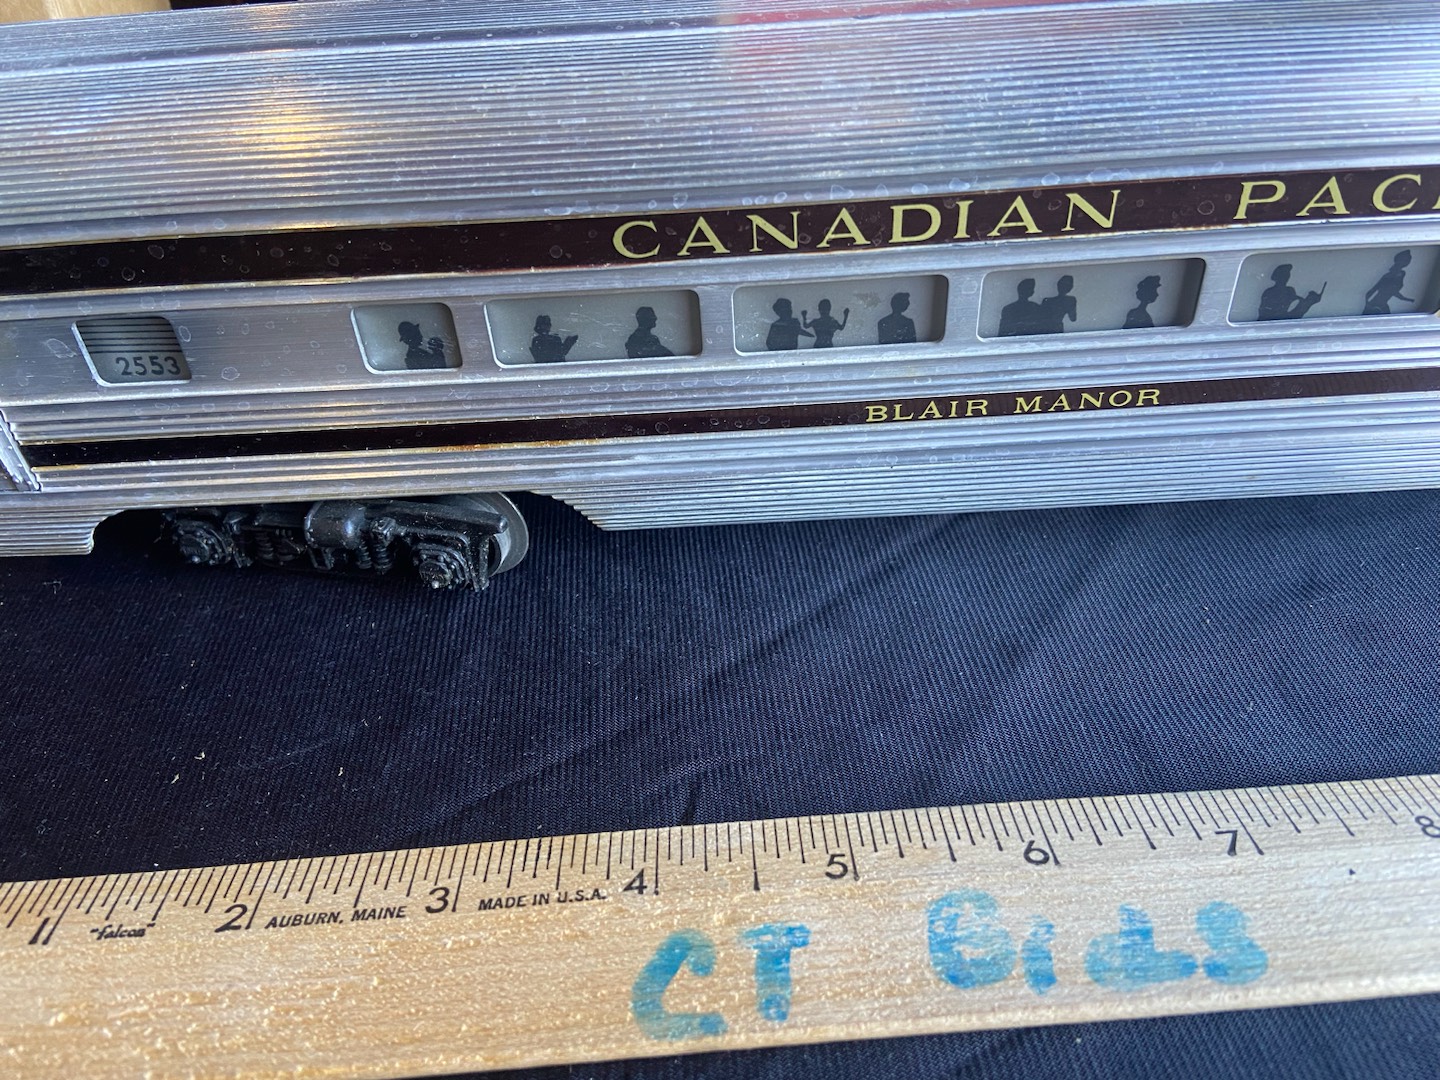 CANADIAN PACI
2553
BLAIR MANOR
1 2 3 4 5 6 7 8
"falcon" AUBURN, MAINE MADE IN U.S.A.
CT Bids